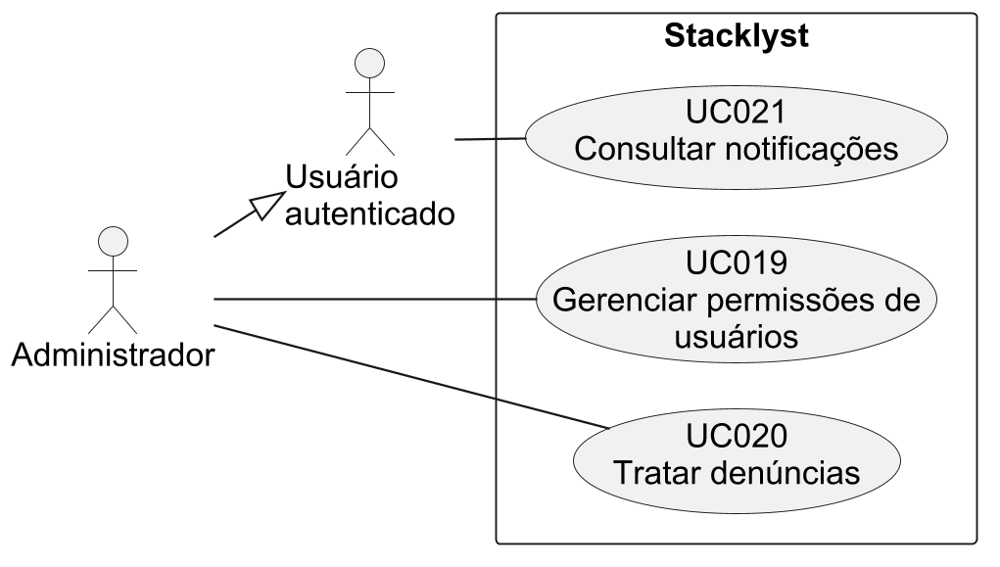 Stacklyst
UC021
Consultar notificações
Usuário
autenticado
UC019
Gerenciar permissões de
usuários
Administrador
UC020
Tratar denúncias